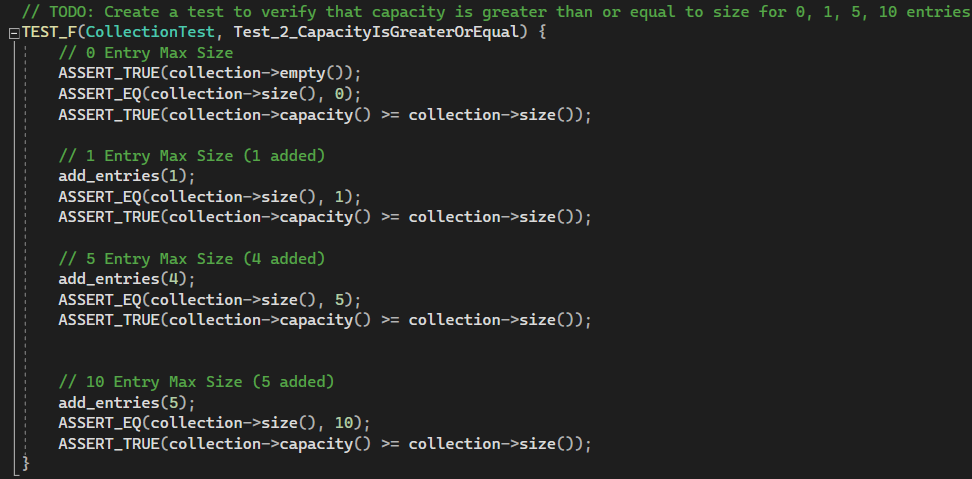 // TODO: Create a test to verify that capacity is greater than or equal to size for 0, 1, 5, 10 entries
TEST_F(CollectionTest, Test_2_CapacityIsGreaterOrEqual) {
// 0 Entry Max Size
ASSERT_TRUE(collection->empty());
ASSERT_EQ(collection->size(), 0);
ASSERT_TRUE(collection->capacity() >= collection->size());
// 1 Entry Max Size (1 added)
add_entries(1);
ASSERT_EQ(collection->size(), 1);
ASSERT_TRUE(collection->capacity() >= collection->size());
// 5 Entry Max Size (4 added)
add_entries(4);
ASSERT_EQ(collection->size(), 5);
ASSERT_TRUE(collection->capacity() >= collection->size());
// 10 Entry Max Size (5 added)
add_entries(5);
ASSERT_EQ(collection->size(), 10);
ASSERT_TRUE(collection->capacity() >= collection->size());
}